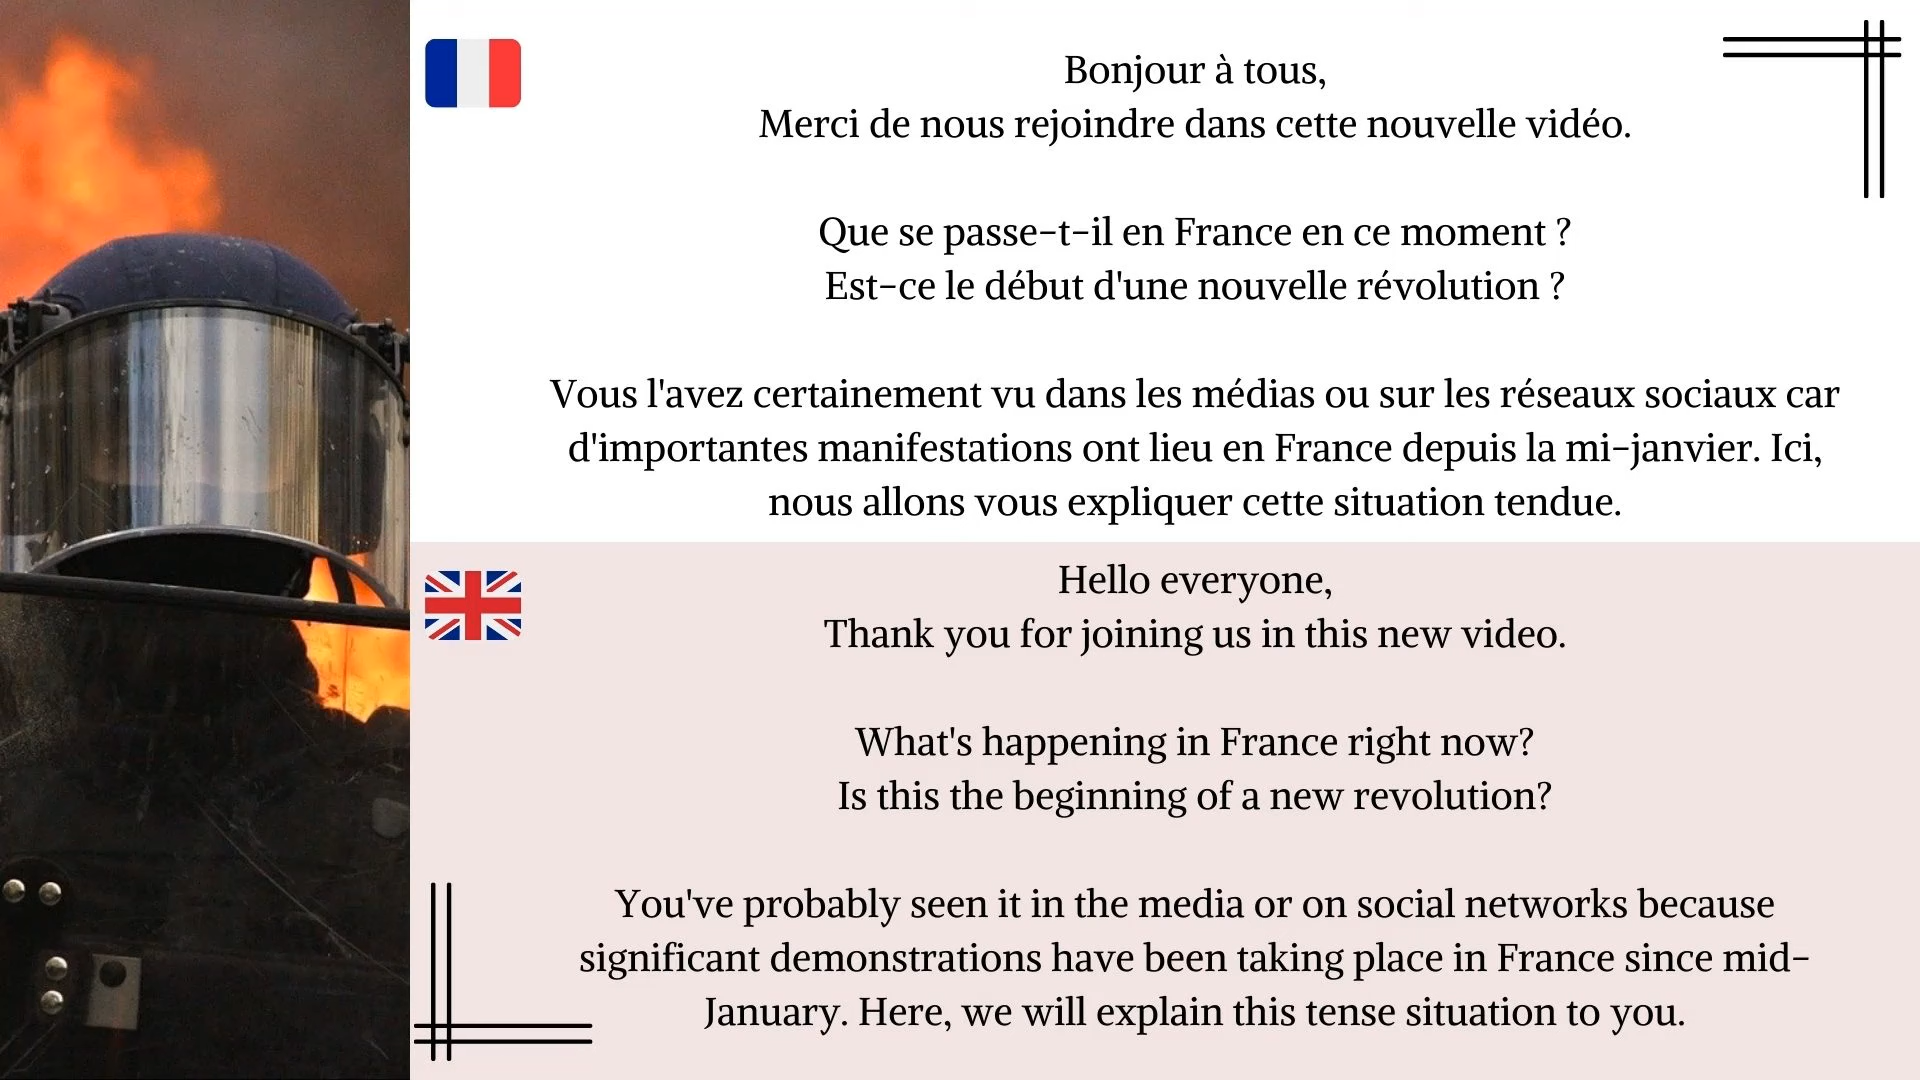 Bonjour à tous,
Merci de nous rejoindre dans cette nouvelle vidéo.
Que se passe-t-il en France en ce moment ?
Est-ce le début d'une nouvelle révolution ?
Vous l'avez certainement vu dans les médias ou sur les réseaux sociaux car
d'importantes manifestations ont lieu en France depuis la mi-janvier. Ici,
nous allons vous expliquer cette situation tendue.
Hello everyone,
Thank you for joining us in this new video.
What's happening in France right now?
Is this the beginning of a new revolution?
You've probably seen it in the media or on social networks because
significant demonstrations have been taking place in France since mid-
January. Here, we will explain this tense situation to you.